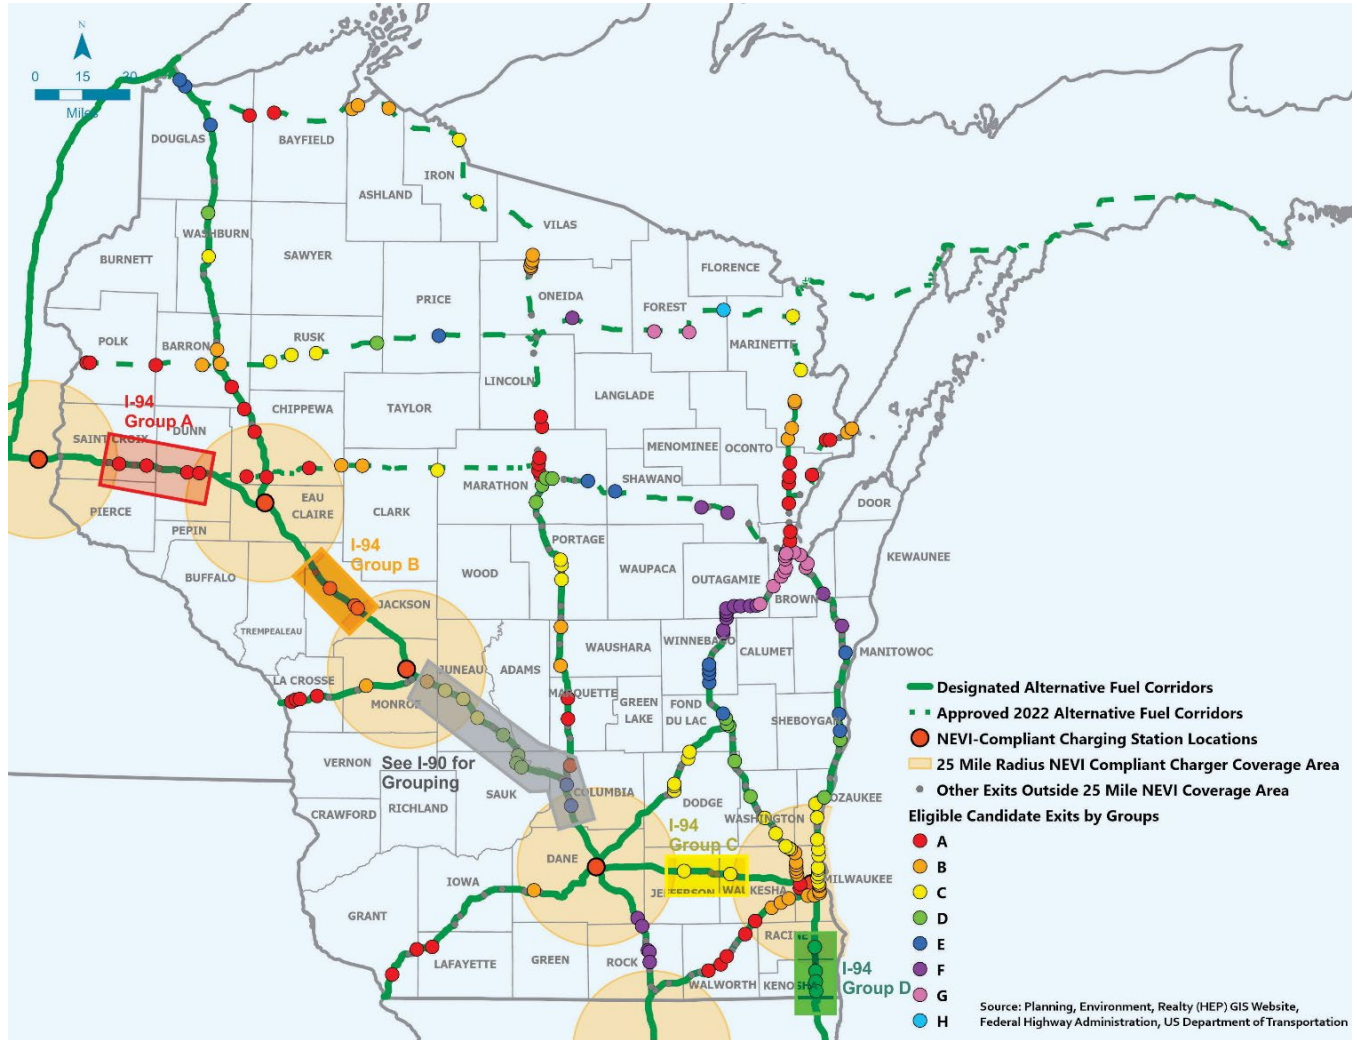 N
0 15 30
Miles
DOUGLAS
BAYFIELD
ASHLAND
IRON
VILAS
WASHBURN
BURNETT
SAWYER
FLORENCE
PRICE
ONEIDA
FOREST
POLK
BARRON
RUSK
MARINETTE
LINCOLN
LANGLADE
I-94
Group A
CHIPPEWA
TAYLOR
SAINT CROIX
DUNN
MENOMINEE
OCONTO
MARATHON
SHAWANO
EAU
CLAIRE
CLARK
DOOR
PIERCE
PEPIN
I-94
Group B
PORTAGE
KEWAUNEE
BUFFALO
WOOD
WAUPACA
OUTAGAMIE
BROWN
JACKSON
TREMPEALEAU
WAUSHARA
WINNEBAGO
CALUMET
MANITOWOC
LA CROSSE
JUNEAU
ADAMS
MONROE
MARQUETTE
GREEN
LAKE
FOND
DU LAC
SHEBOYGAN
VERNON
See I-90 for
Grouping
SAUK
COLUMBIA
DODGE
RICHLAND
CRAWFORD
WASHINGTON
OZAUKEE
I-94
Group C
DANE
IOWA
JEFFERSON
WAUKESHA
MILWAUKEE
GRANT
RACINE
LAFAYETTE
GREEN
ROCK
WALWORTH
KENOSHA
I-94
Group D
Designated Alternative Fuel Corridors
Approved 2022 Alternative Fuel Corridors
NEVI-Compliant Charging Station Locations
25 Mile Radius NEVI Compliant Charger Coverage Area
Other Exits Outside 25 Mile NEVI Coverage Area
Eligible Candidate Exits by Groups
A
B
C
D
E
F
G
H
Source: Planning, Environment, Realty (HEP) GIS Website,
Federal Highway Administration, US Department of Transportation